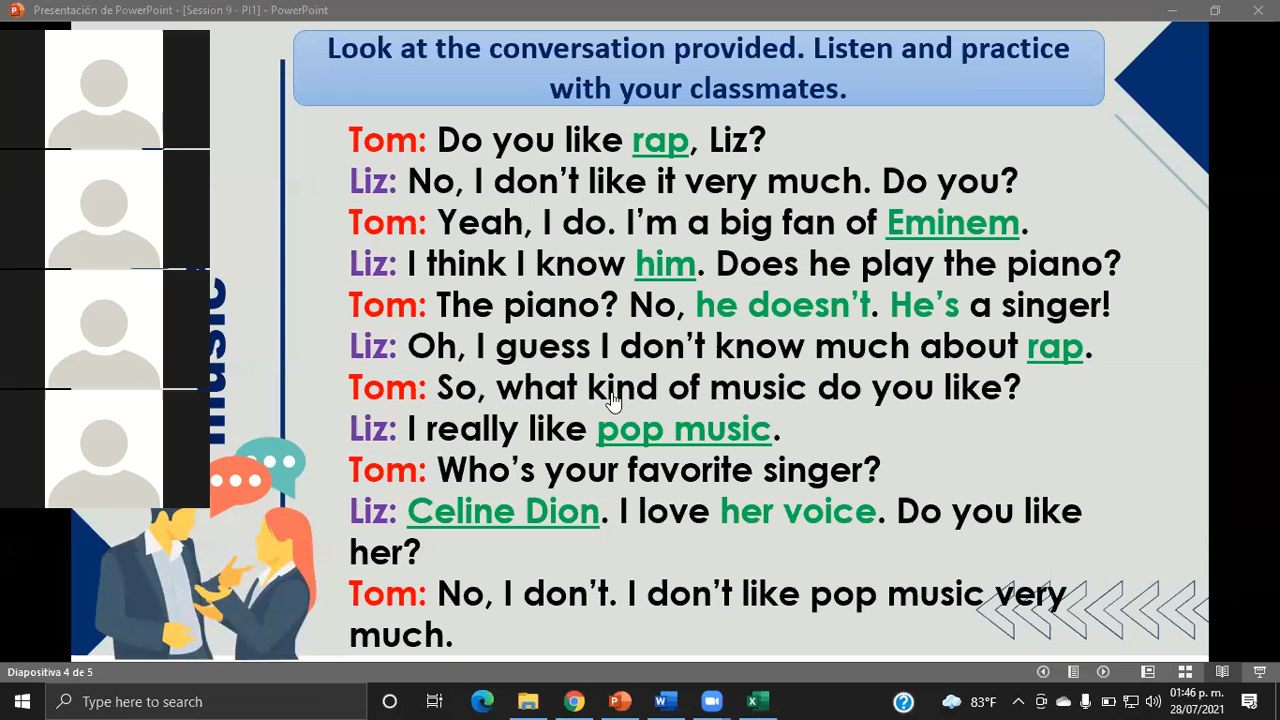 Presentación de PowerPoint - [Session 9 - PI1] - PowerPoint
Look at the conversation provided. Listen and practice
with your classmates.
Tom: Do you like rap, Liz?
Liz: No, I don't like it very much. Do you?
Tom: Yeah, I do. I'm a big fan of Eminem.
Liz: I think I know him. Does he play the piano?
Tom: The piano? No, he doesn't. He's a singer!
Liz: Oh, I guess I don't know much about rap.
Tom: So, what kind of music do you like?
Liz: I really like pop music.
Tom: Who's your favorite singer?
Liz: Celine Dion. I love her voice. Do you like
her?
Tom: No, I don't. I don't like pop music very
much.
music
Diapositiva 4 de 5
Type here to search
83°F
01:46 p. m.
28/07/2021